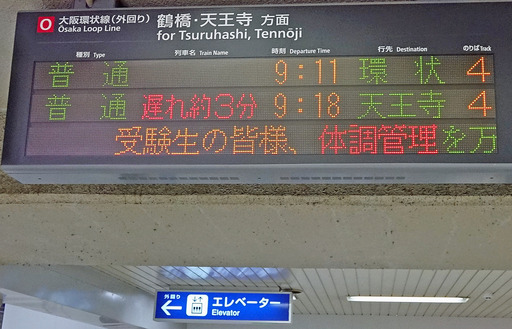 O 大阪環状線(外回り) 鶴橋・天王寺 方面
Ōsaka Loop Line for Tsuruhashi, Tennōji
種別 Type 列車名 Train Name 時刻 Departure Time 行先 Destination のりば Track
普通 9:11 環状 4
普通 遅れ約3分 9:18 天王寺 4
受験生の皆様、体調管理を万
外回り エレベーター
Elevator